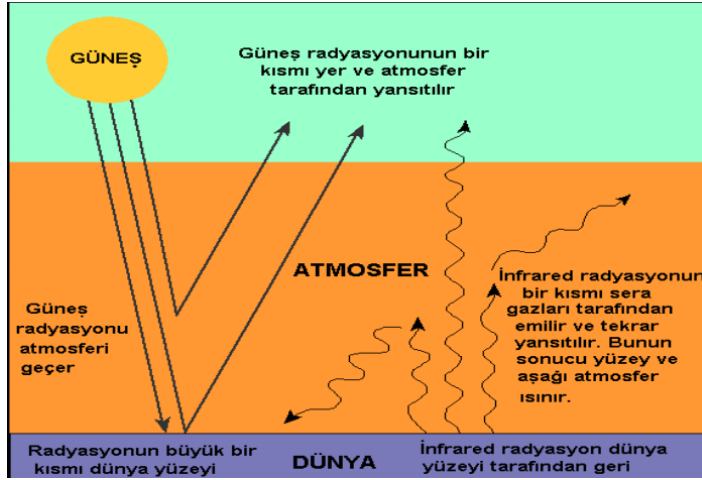 GÜNEŞ
Güneş radyasyonunun bir
kısmı yer ve atmosfer
tarafından yansıtılır
ATMOSFER
Güneş
radyasyonu
atmosferi
geçer
İnfrared radyasyonun
bir kısmı sera
gazları tarafından
emilir ve tekrar
yansıtılır. Bunun
sonucu yüzey ve
aşağı atmosfer
ısınır.
Radyasyonun büyük bir
kısmı dünya yüzeyi
DÜNYA
İnfrared radyasyon dünya
yüzeyi tarafından geri